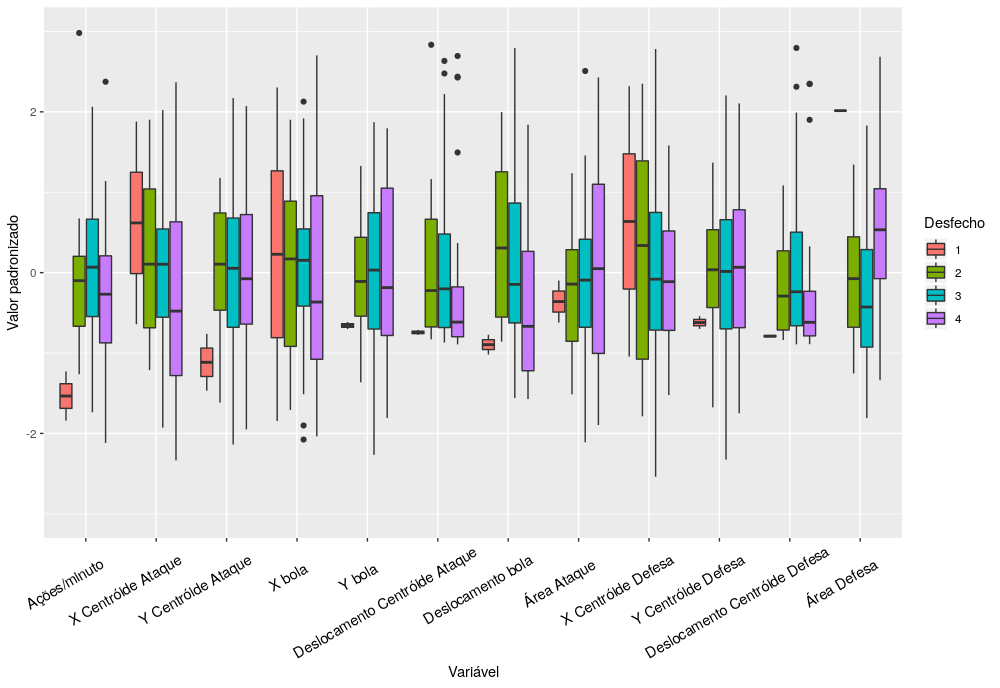 Valor padronizado
2
0
-2
Ações/minuto
X Centróide Ataque
Y Centróide Ataque
X bola
Y bola
Deslocamento Centróide Ataque
Deslocamento bola
Área Ataque
X Centróide Defesa
Y Centróide Defesa
Deslocamento Centróide Defesa
Área Defesa
Variável
Desfecho
1
2
3
4